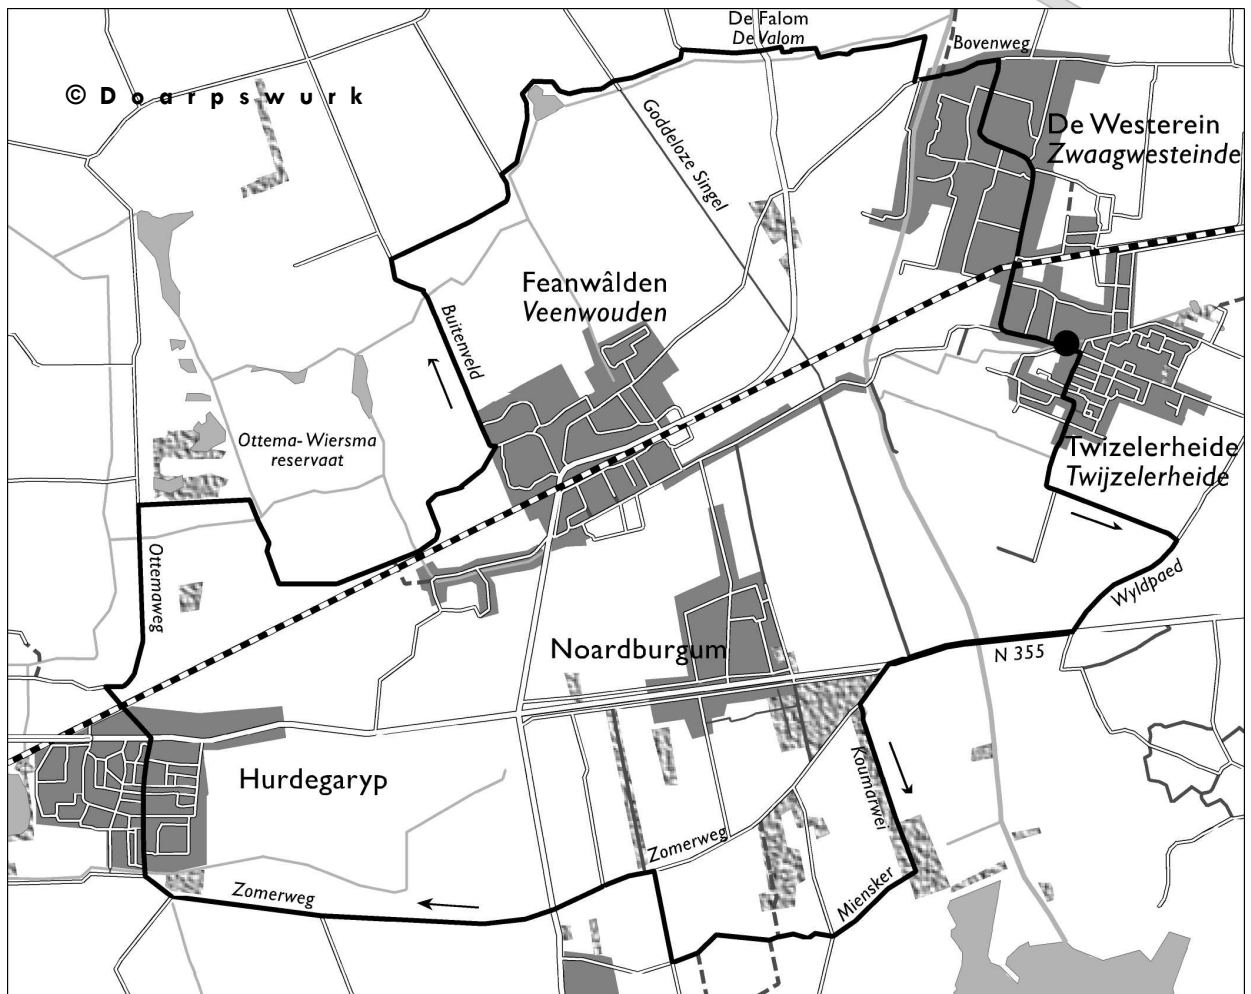 De Falom
De Valom
Bovenweg
© Doarpswurk
Goddeloze Singel
De Westerein
Zwaagwesteinde
Feanwâlden
Veenwouden
Buitenveld
Ottema-Wiersma
reservaat
Twizelerheide
Twijzelerheide
Ottemaweg
Wyldpaed
Noardburgum
N 355
Hurdegaryp
Koumarwei
Zomerweg
Miensker
Zomerweg